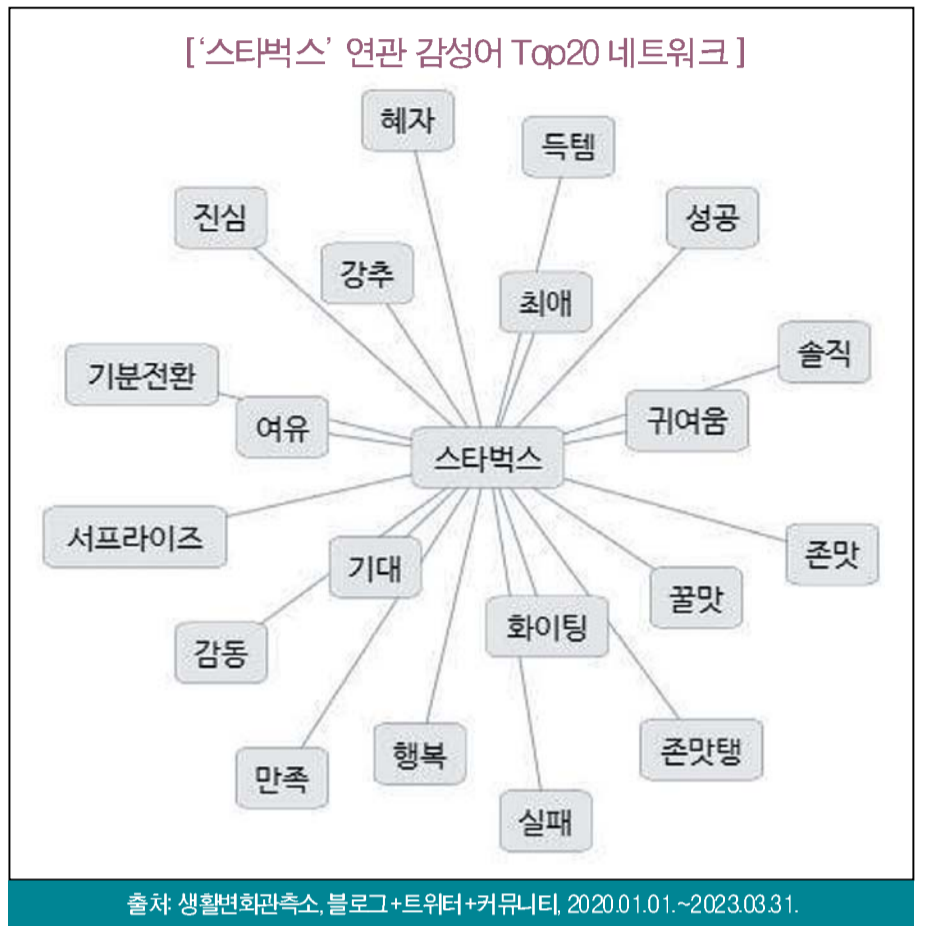 [ ‘스타벅스’ 연관 감성어 Top20 네트워크 ]
혜자
득템
진심
성공
강추
최애
솔직
기분전환
여유
귀여움
스타벅스
서프라이즈
기대
존맛
꿀맛
감동
화이팅
만족
행복
존맛탱
실패
출처: 생활변화관측소, 블로그+트위터+커뮤니티, 2020.01.01.~2023.03.31.